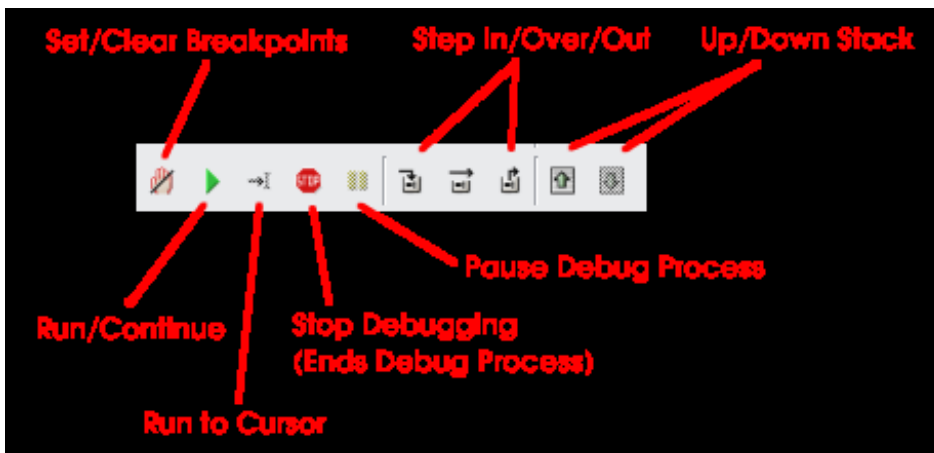 Set/Clear Breakpoints
Step In/Over/Out
Up/Down Stack
STOP
Pause Debug Process
Run/Continue
Stop Debugging
(Ends Debug Process)
Run to Cursor